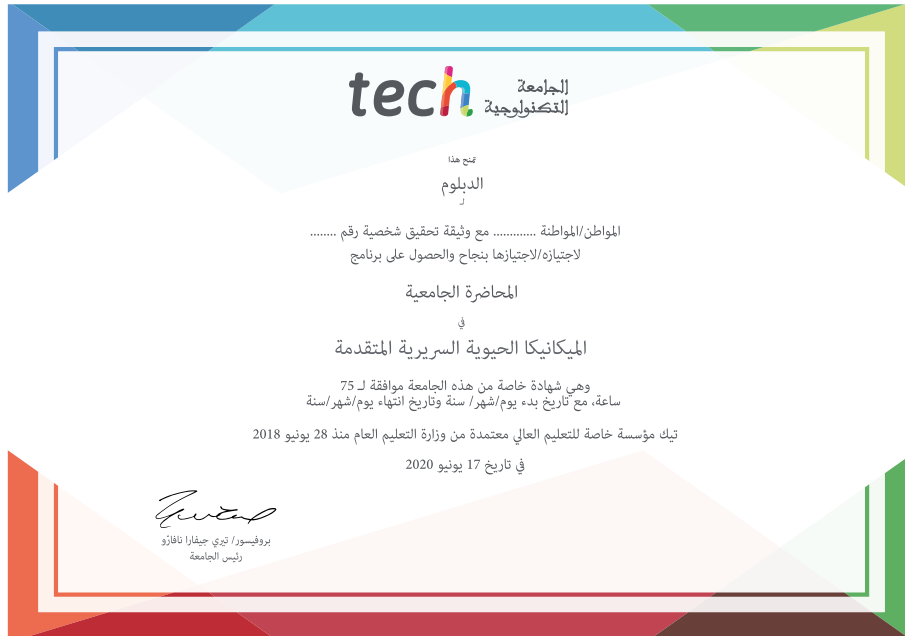 tech الجامعة
التكنولوجية
يمنح هذا
الدبلوم
لـ
المواطن/المواطنة ............. مع وثيقة تحقيق شخصية رقم ........
لاجتيازه/لاجتيازها بنجاح والحصول على برنامج
المحاضرة الجامعية
في
الميكانيكا الحيوية السريرية المتقدمة
وهي شهادة خاصة من هذه الجامعة موافقة لـ 75
ساعة، مع تاريخ بدء يوم/شهر/ سنة وتاريخ انتهاء يوم/شهر/سنة
تيك مؤسسة خاصة للتعليم العالي معتمدة من وزارة التعليم العام منذ 28 يونيو 2018
في تاريخ 17 يونيو 2020
بروفيسور/ تيري جيفارا نافارُو
رئيس الجامعة